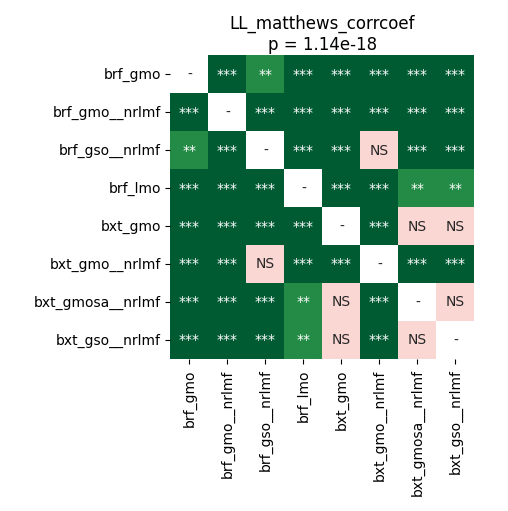 LL_matthews_corrcoef
p = 1.14e-18
brf_gmo - *** ** *** *** *** *** ***
brf_gmo__nrlmf *** - *** *** *** *** *** ***
brf_gso__nrlmf ** *** - *** *** NS *** ***
brf_lmo *** *** *** - *** *** ** **
bxt_gmo *** *** *** *** - *** NS NS
bxt_gmo__nrlmf *** *** NS *** *** - *** ***
bxt_gmosa__nrlmf *** *** *** ** NS *** - NS
bxt_gso__nrlmf *** *** *** ** NS *** NS -
brf_gmo
brf_gmo__nrlmf
brf_gso__nrlmf
brf_lmo
bxt_gmo
bxt_gmo__nrlmf
bxt_gmosa__nrlmf
bxt_gso__nrlmf